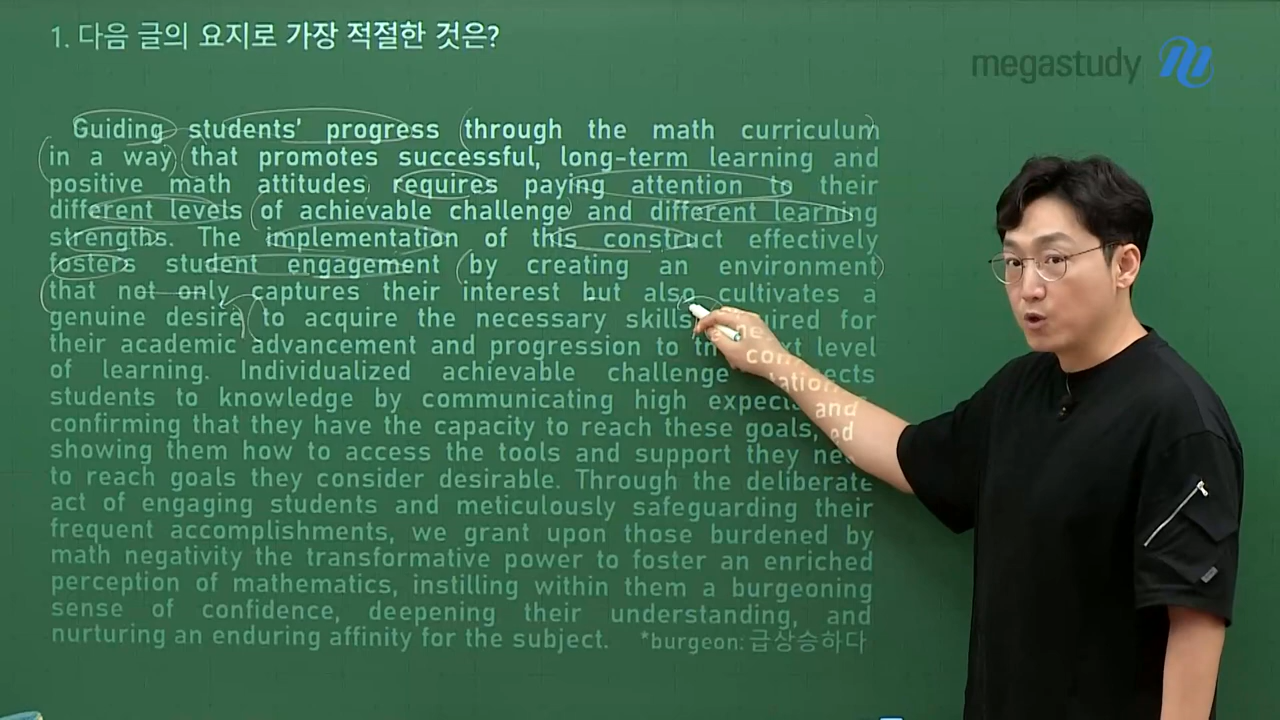 1. 다음 글의 요지로 가장 적절한 것은?
megastudy
Guiding students' progress through the math curriculum
in a way that promotes successful, long-term learning and
positive math attitudes requires paying attention to their
different levels of achievable challenge and different learning
strengths. The implementation of this construct effectively
fosters student engagement by creating an environment
that not only captures their interest but also cultivates a
genuine desire to acquire the necessary skills for
their academic advancement and progression to level
of learning. Individualized achievable challenge
students to knowledge by communicating high
confirming that they have the capacity to reach these goals, and
showing them how to access the tools and support they
to reach goals they consider desirable. Through the deliberate
act of engaging students and meticulously safeguarding their
frequent accomplishments, we grant upon those burdened by
math negativity the transformative power to foster an enriched
perception of mathematics, instilling within them a burgeoning
sense of confidence, deepening their understanding, and
nurturing an enduring affinity for the subject. *burgeon: 급상승하다